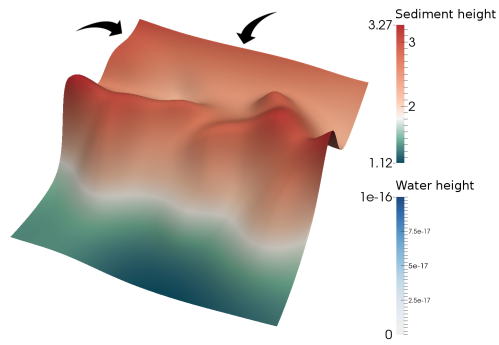 Sediment height
3.27
3
2
1.12
Water height
1e-16
7.5e-17
5e-17
2.5e-17
0